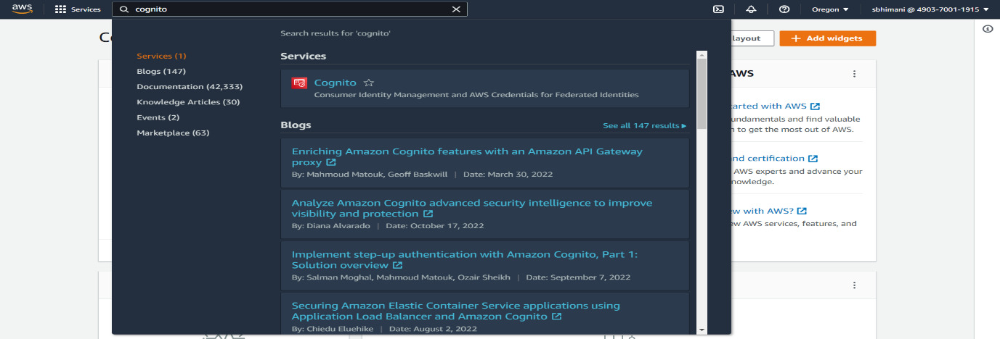 aws
Services
cognito
Oregon
sbhimani @ 4903-7001-1915
layout
Add widgets
Search results for 'cognito'
Services (1)
Blogs (147)
Documentation (42,333)
Knowledge Articles (30)
Events (2)
Marketplace (63)
Services
Cognito
Consumer Identity Management and AWS Credentials for Federated Identities
Blogs
See all 147 results
Enriching Amazon Cognito features with an Amazon API Gateway
proxy
By: Mahmoud Matouk, Geoff Baskwill | Date: March 30, 2022
Analyze Amazon Cognito advanced security intelligence to improve
visibility and protection
By: Diana Alvarado | Date: October 17, 2022
Implement step-up authentication with Amazon Cognito, Part 1:
Solution overview
By: Salman Moghal, Mahmoud Matouk, Ozair Sheikh | Date: September 7, 2022
Securing Amazon Elastic Container Service applications using
Application Load Balancer and Amazon Cognito
By: Chiedu Eluehike | Date: August 2, 2022
AWS
arted with AWS
undamentals and find valuable
n to get the most out of AWS.
nd certification
AWS experts and advance your
nowledge.
w with AWS?
ew AWS services, features, and